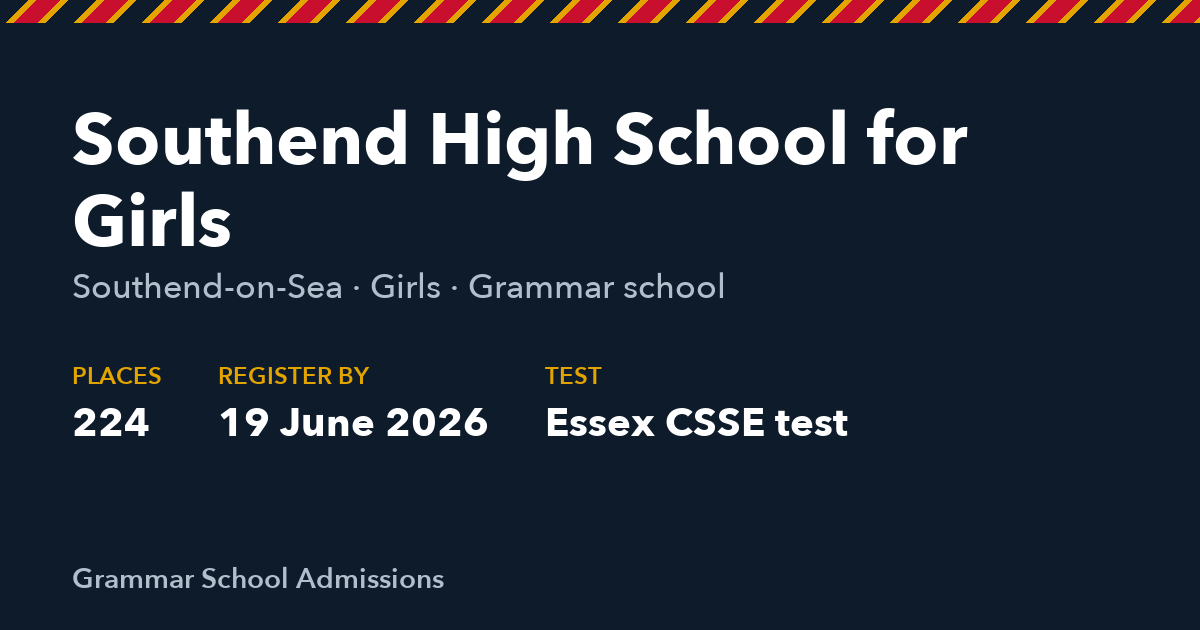 Southend High School for
Girls
Southend-on-Sea · Girls · Grammar school
PLACES REGISTER BY TEST
224 19 June 2026 Essex CSSE test
Grammar School Admissions